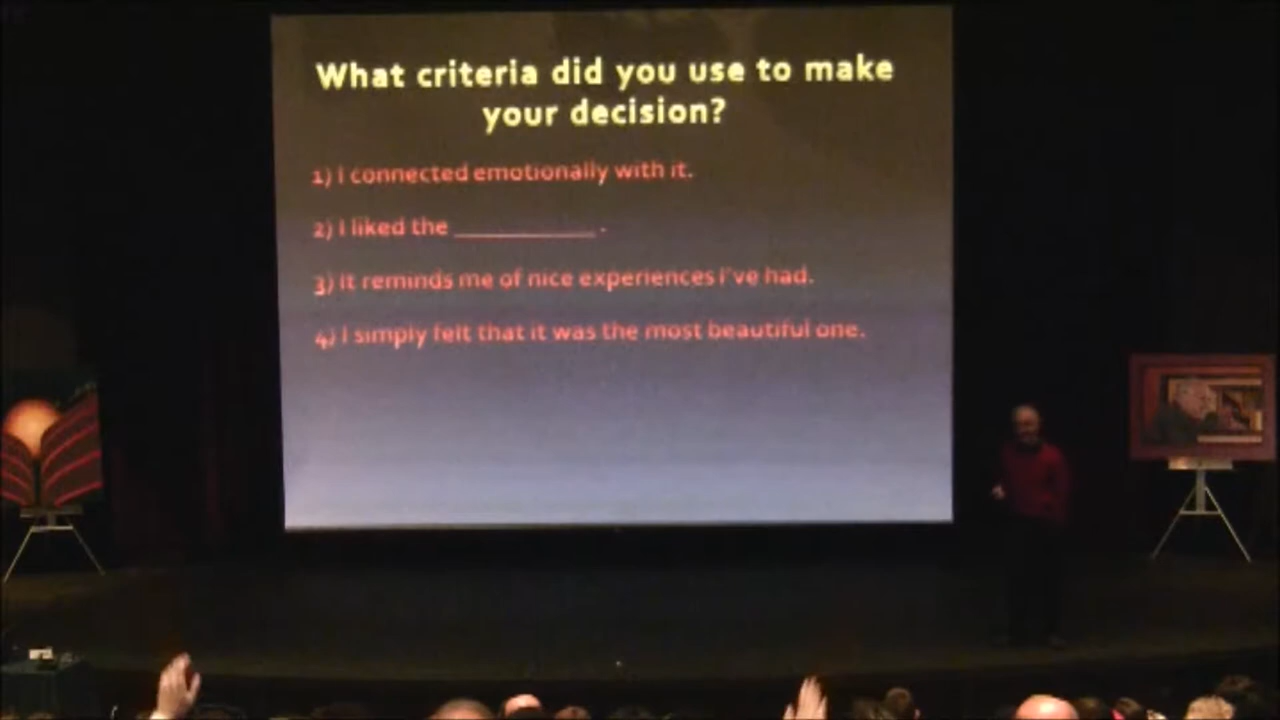 What criteria did you use to make
your decision?
1) I connected emotionally with it.
2) I liked the ____________ .
3) It reminds me of nice experiences I've had.
4) I simply felt that it was the most beautiful one.